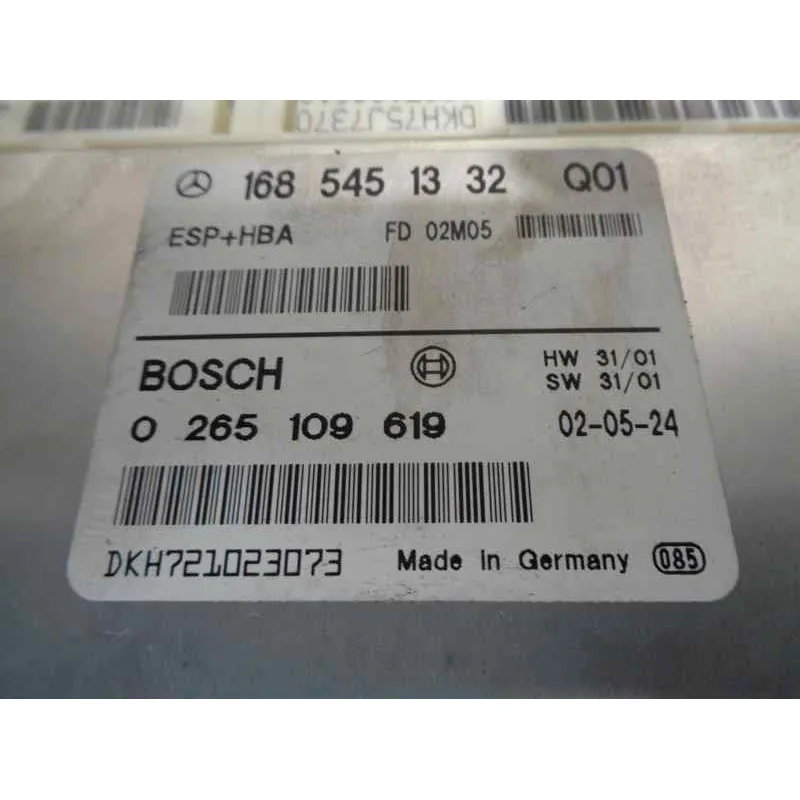 DKH75J7370
168 545 13 32 Q01
ESP+HBA FD 02M05
BOSCH HW 31/01
SW 31/01
0 265 109 619 02-05-24
DKH721023073 Made in Germany 085